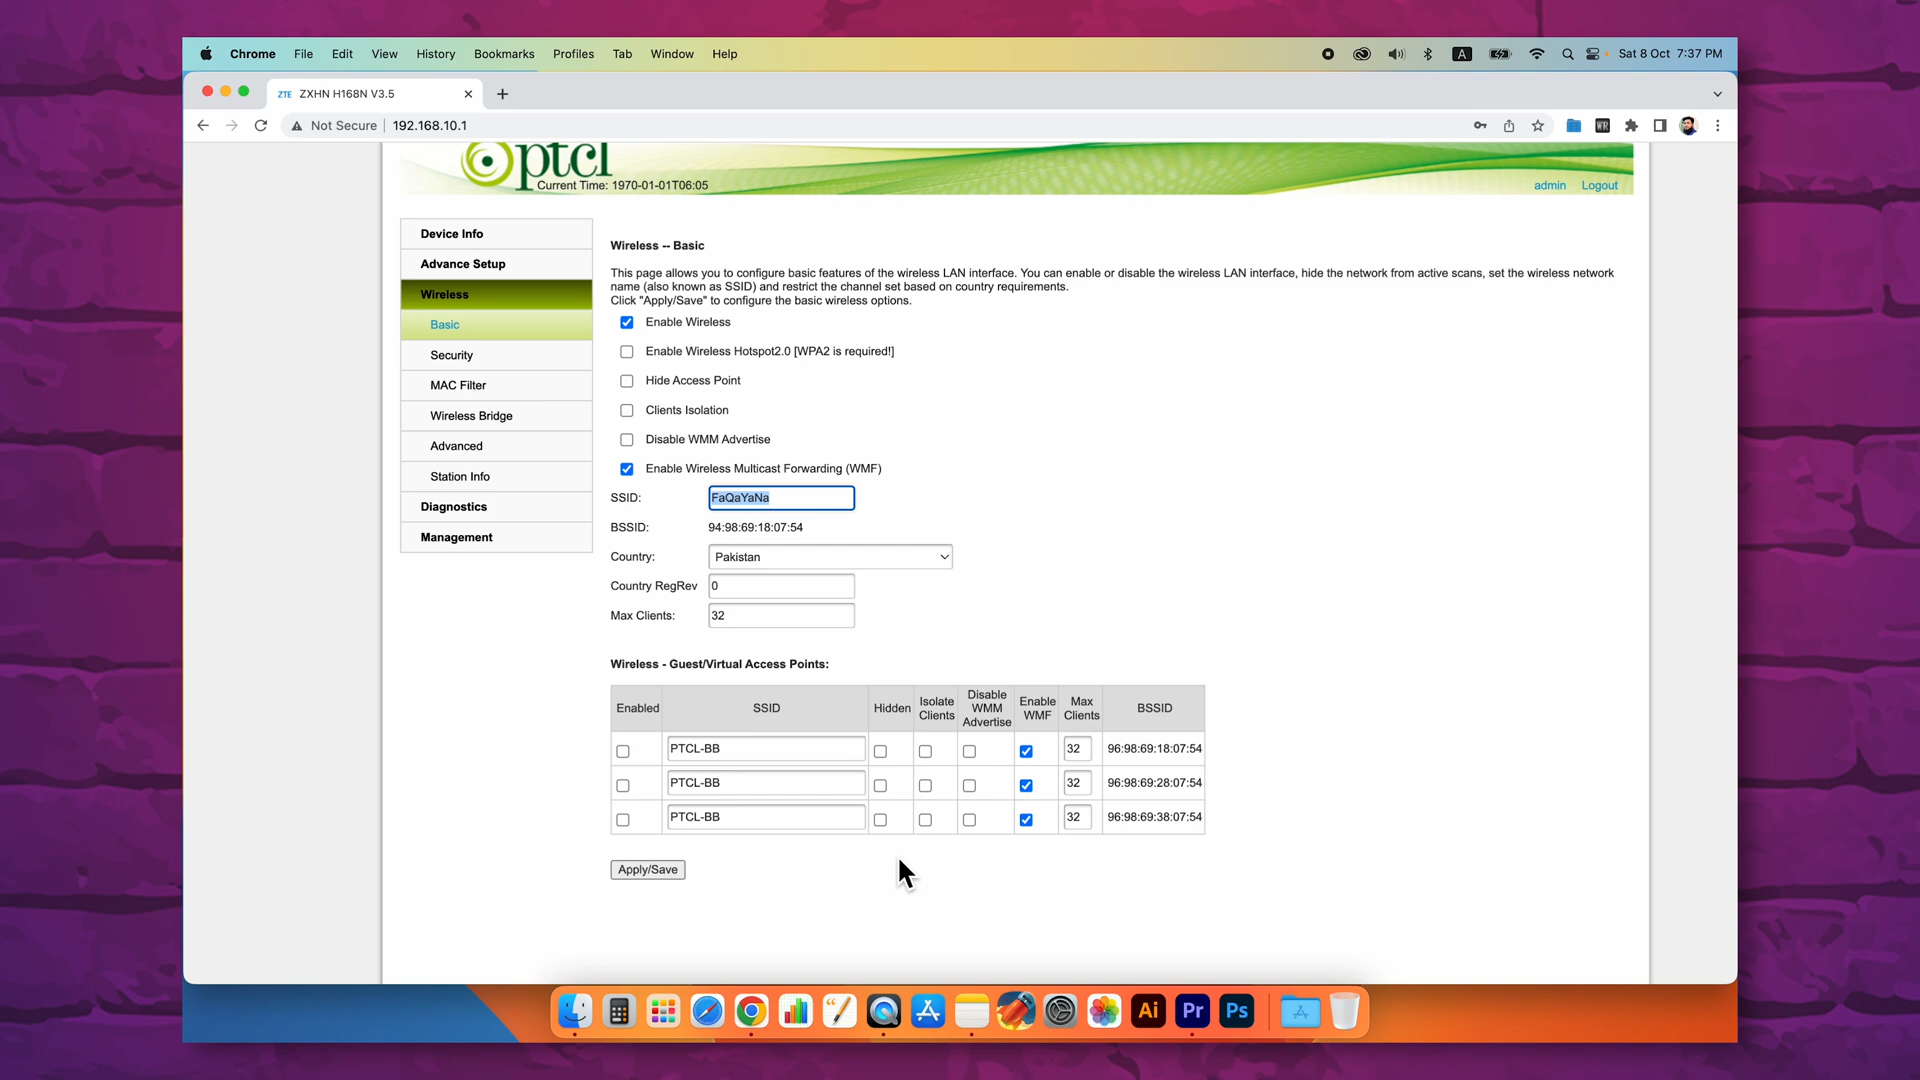 Chrome File Edit View History Bookmarks Profiles Tab Window Help
A
Sat 8 Oct 7:37 PM
ZTE ZXHN H168N V3.5
Not Secure 192.168.10.1
WR
ptcl
Current Time: 1970-01-01T06:05
admin Logout
Device Info
Advance Setup
Wireless
Basic
Security
MAC Filter
Wireless Bridge
Advanced
Station Info
Diagnostics
Management
Wireless -- Basic
This page allows you to configure basic features of the wireless LAN interface. You can enable or disable the wireless LAN interface, hide the network from active scans, set the wireless network
name (also known as SSID) and restrict the channel set based on country requirements.
Click "Apply/Save" to configure the basic wireless options.
Enable Wireless
Enable Wireless Hotspot2.0 [WPA2 is required!]
Hide Access Point
Clients Isolation
Disable WMM Advertise
Enable Wireless Multicast Forwarding (WMF)
SSID: FaQaYaNa
BSSID: 94:98:69:18:07:54
Country: Pakistan
Country RegRev 0
Max Clients: 32
Wireless - Guest/Virtual Access Points:
Enabled SSID Hidden Isolate Clients Disable WMM Advertise Enable WMF Max Clients BSSID
PTCL-BB 32 96:98:69:18:07:54
PTCL-BB 32 96:98:69:28:07:54
PTCL-BB 32 96:98:69:38:07:54
Apply/Save
Ai Pr Ps